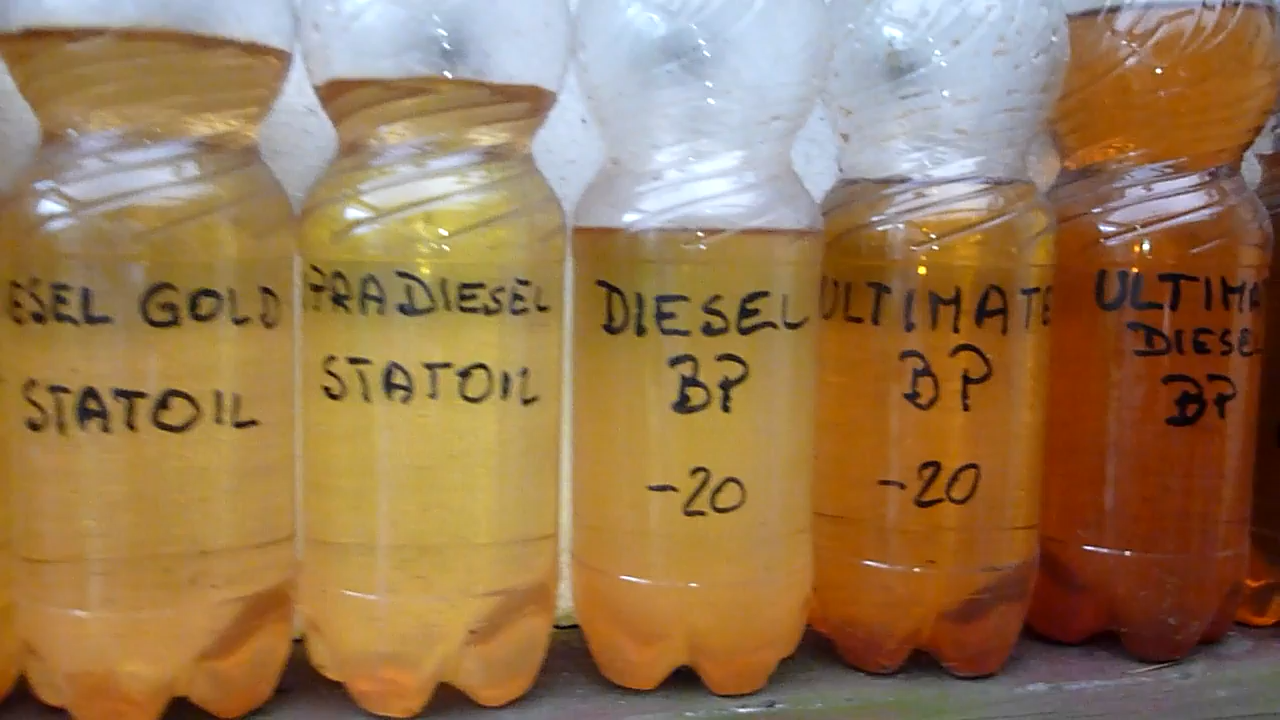 ESEL GOLD
STATOIL
RADIESEL
STATOIL
DIESEL
BP
-20
ULTIMATE
BP
-20
ULTIMA
DIESEL
BP